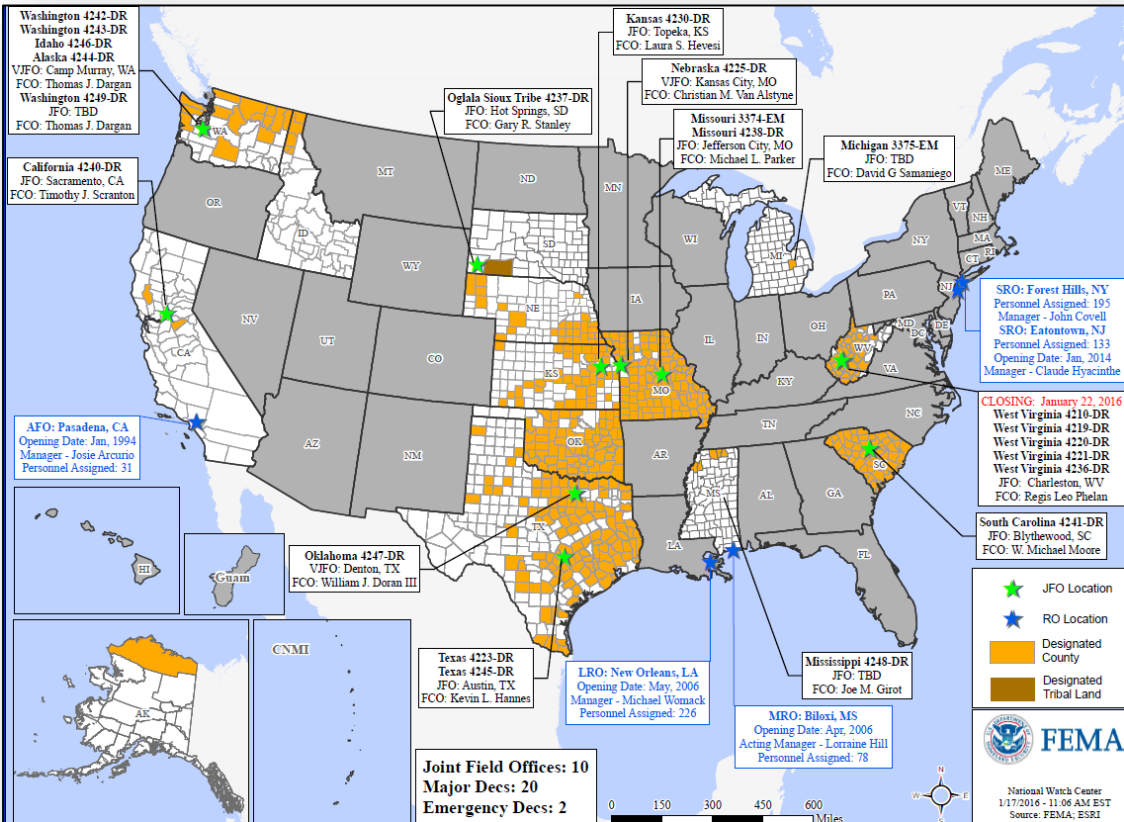 Washington 4242-DR
Washington 4243-DR
Idaho 4246-DR
Alaska 4244-DR
VJFO: Camp Murray, WA
FCO: Thomas J. Dargan
Washington 4249-DR
JFO: TBD
FCO: Thomas J. Dargan
California 4240-DR
JFO: Sacramento, CA
FCO: Timothy J. Scranton
Oglala Sioux Tribe 4237-DR
JFO: Hot Springs, SD
FCO: Gary R. Stanley
Kansas 4230-DR
JFO: Topeka, KS
FCO: Laura S. Hevesi
Nebraska 4225-DR
VJFO: Kansas City, MO
FCO: Christian M. Van Alstyne
Missouri 3374-EM
Missouri 4238-DR
JFO: Jefferson City, MO
FCO: Michael L. Parker
Michigan 3375-EM
JFO: TBD
FCO: David G Samaniego
WA
OR
ID
MT
ND
SD
WY
NE
MN
WI
IA
MI
NV
UT
CO
KS
MO
IL
IN
OH
KY
TN
CA
AZ
NM
OK
TX
AR
LA
MS
AL
GA
FL
SC
NC
VA
WV
MD
DC
DE
PA
NJ
NY
CT
RI
MA
VT
NH
ME
SRO: Forest Hills, NY
Personnel Assigned: 195
Manager - John Covell
SRO: Eatontown, NJ
Personnel Assigned: 133
Opening Date: Jan, 2014
Manager - Claude Hyacinthe
CLOSING: January 22, 2016
West Virginia 4210-DR
West Virginia 4219-DR
West Virginia 4220-DR
West Virginia 4221-DR
West Virginia 4236-DR
JFO: Charleston, WV
FCO: Regis Leo Phelan
South Carolina 4241-DR
JFO: Blythewood, SC
FCO: W. Michael Moore
AFO: Pasadena, CA
Opening Date: Jan, 1994
Manager - Josie Arcurio
Personnel Assigned: 31
HI
Guam
AK
CNMI
Oklahoma 4247-DR
VJFO: Denton, TX
FCO: William J. Doran III
Texas 4223-DR
Texas 4245-DR
JFO: Austin, TX
FCO: Kevin L. Hannes
LRO: New Orleans, LA
Opening Date: May, 2006
Manager - Michael Womack
Personnel Assigned: 226
Mississippi 4248-DR
JFO: TBD
FCO: Joe M. Girot
MRO: Biloxi, MS
Opening Date: Apr, 2006
Acting Manager - Lorraine Hill
Personnel Assigned: 78
Joint Field Offices: 10
Major Decs: 20
Emergency Decs: 2
0 150 300 450 600
Miles
N
W E
S
JFO Location
RO Location
Designated
County
Designated
Tribal Land
FEMA
National Watch Center
1/17/2016 - 11:06 AM EST
Source: FEMA; ESRI